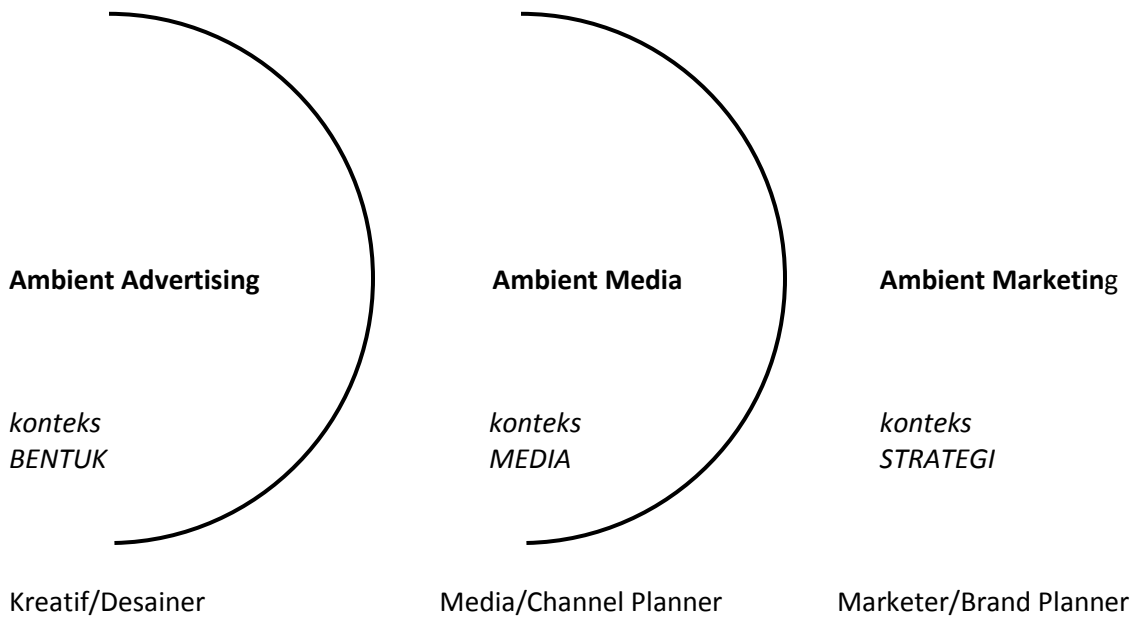 Ambient Advertising
Ambient Media
Ambient Marketing
konteks
BENTUK
konteks
MEDIA
konteks
STRATEGI
Kreatif/Desainer
Media/Channel Planner
Marketer/Brand Planner